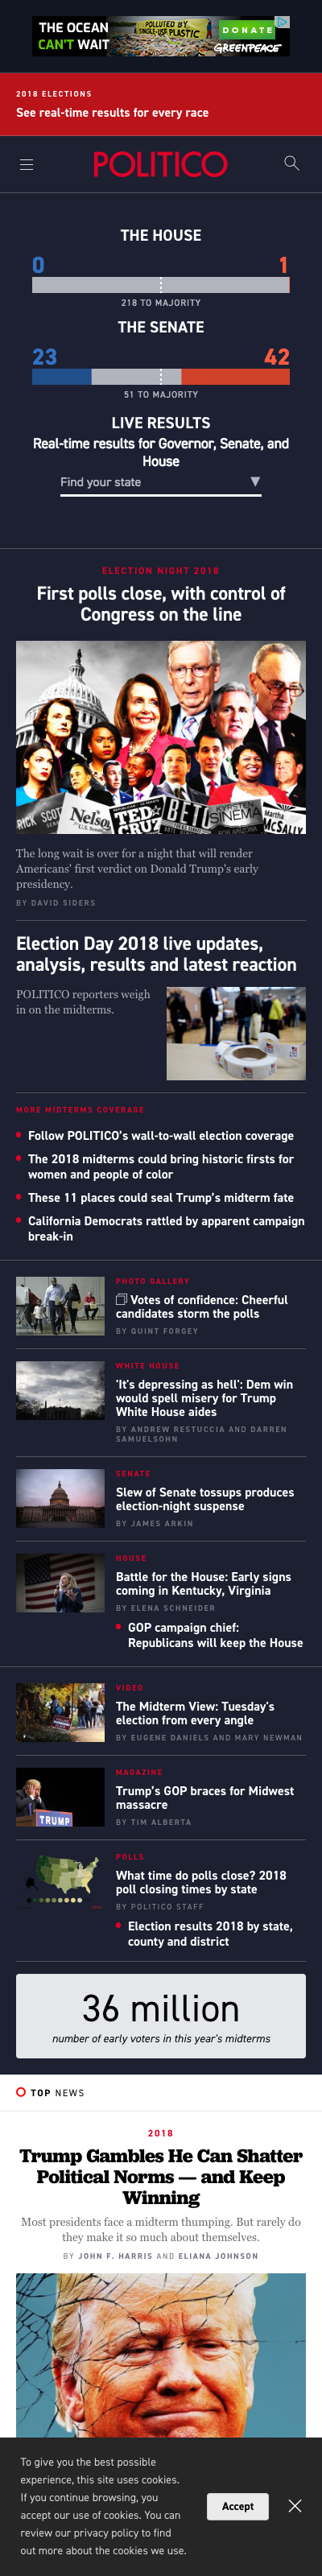 THE OCEAN
CAN'T WAIT
POLLUTED BY
SINGLE-USE PLASTIC
DONATE
GREENPEACE
2018 ELECTIONS
See real-time results for every race
POLITICO
THE HOUSE
0 1
218 TO MAJORITY
THE SENATE
23 42
51 TO MAJORITY
LIVE RESULTS
Real-time results for Governor, Senate, and
House
Find your state
ELECTION NIGHT 2018
First polls close, with control of
Congress on the line
RICK SCOTT
Nelson
TED CRUZ
BETO
KYRSTEN
SINEMA
FOR ARIZONA
Martha
McSALLY
The long wait is over for a night that will render
Americans' first verdict on Donald Trump's early
presidency.
BY DAVID SIDERS
Election Day 2018 live updates,
analysis, results and latest reaction
POLITICO reporters weigh
in on the midterms.
MORE MIDTERMS COVERAGE
Follow POLITICO's wall-to-wall election coverage
The 2018 midterms could bring historic firsts for
women and people of color
These 11 places could seal Trump's midterm fate
California Democrats rattled by apparent campaign
break-in
PHOTO GALLERY
Votes of confidence: Cheerful
candidates storm the polls
BY QUINT FORGEY
WHITE HOUSE
'It's depressing as hell': Dem win
would spell misery for Trump
White House aides
BY ANDREW RESTUCCIA AND DARREN
SAMUELSOHN
SENATE
Slew of Senate tossups produces
election-night suspense
BY JAMES ARKIN
HOUSE
Battle for the House: Early signs
coming in Kentucky, Virginia
BY ELENA SCHNEIDER
GOP campaign chief:
Republicans will keep the House
VIDEO
The Midterm View: Tuesday's
election from every angle
BY EUGENE DANIELS AND MARY NEWMAN
MAGAZINE
Trump's GOP braces for Midwest
massacre
BY TIM ALBERTA
TRUMP
POLLS
What time do polls close? 2018
poll closing times by state
BY POLITICO STAFF
Election results 2018 by state,
county and district
36 million
number of early voters in this year's midterms
TOP NEWS
2018
Trump Gambles He Can Shatter
Political Norms — and Keep
Winning
Most presidents face a midterm thumping. But rarely do
they make it so much about themselves.
BY JOHN F. HARRIS AND ELIANA JOHNSON
To give you the best possible
experience, this site uses cookies.
If you continue browsing, you
accept our use of cookies. You can
review our privacy policy to find
out more about the cookies we use.
Accept